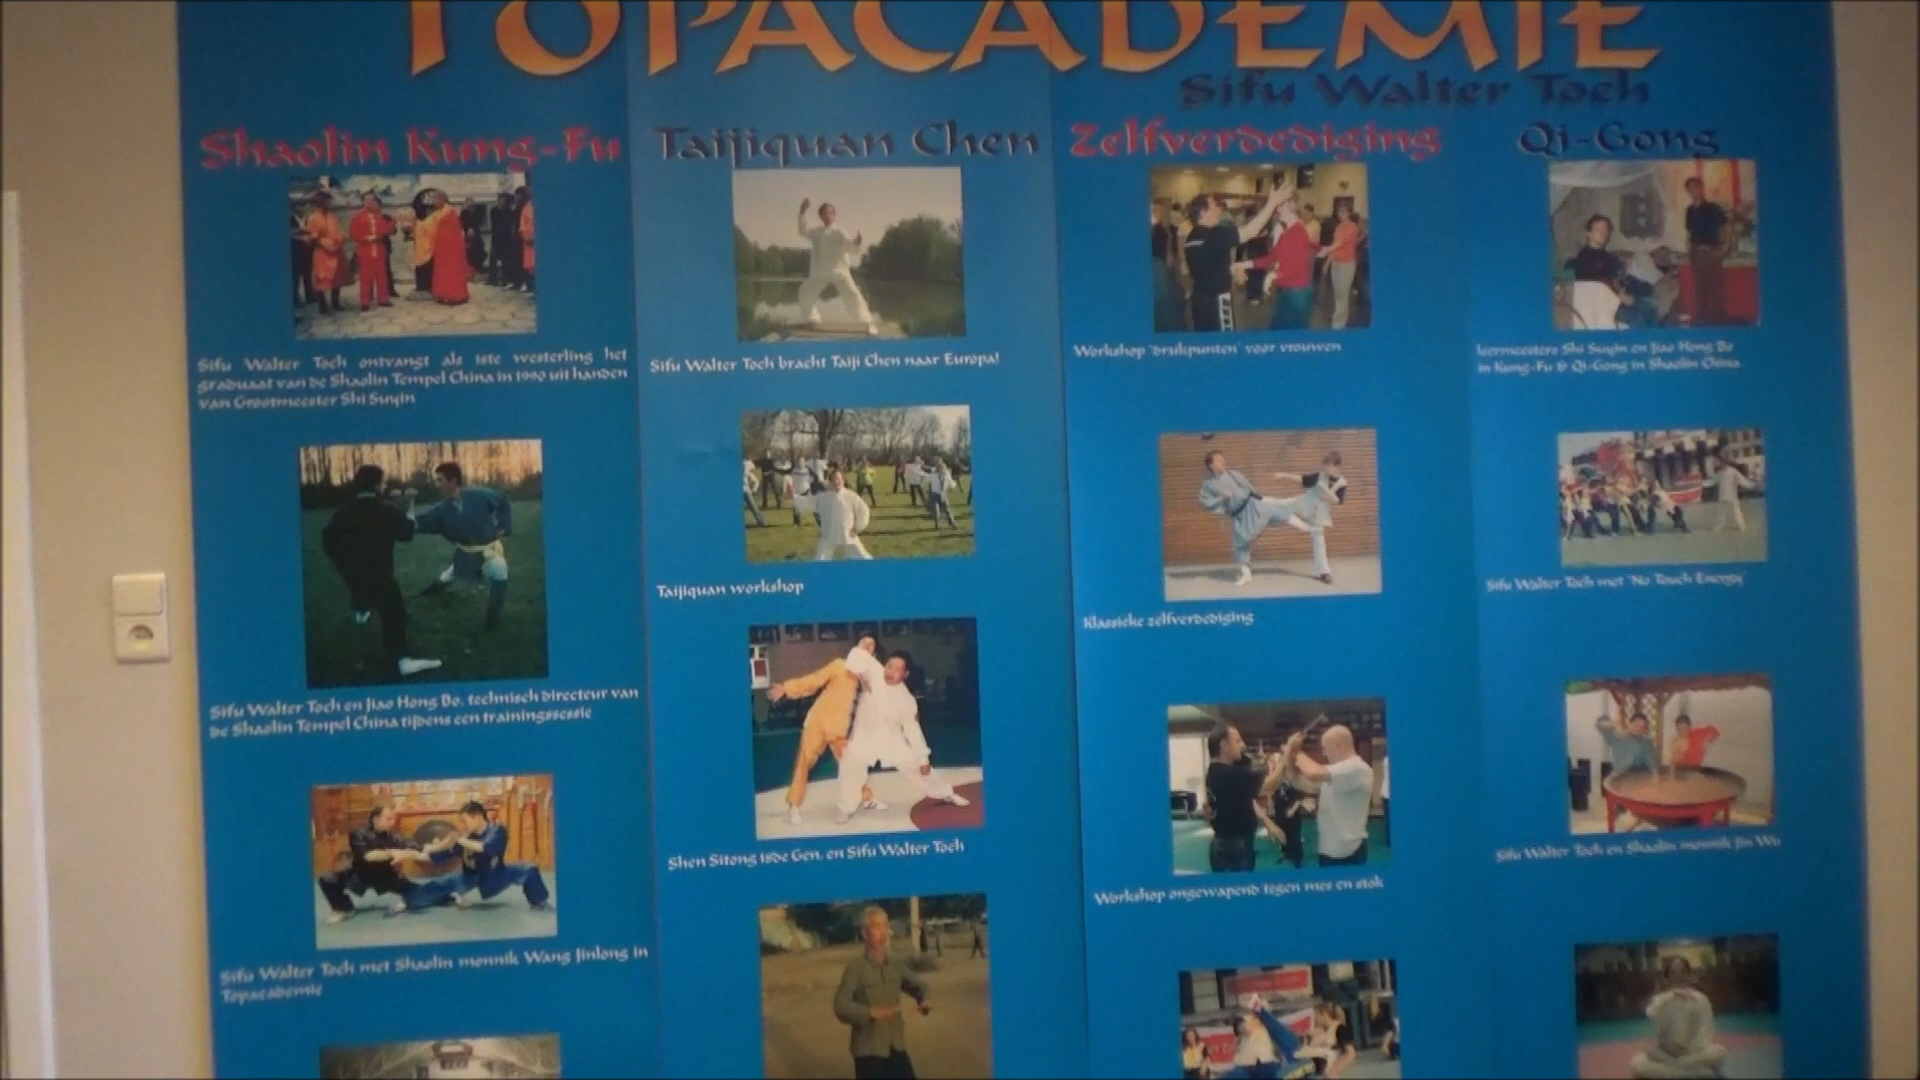 TOPACADEMIE
Sifu Walter Toch
Shaolin Kung-Fu
Sifu Walter Toch ontvangt als 1ste westerling het
graduaat van de Shaolin Tempel China in 1990 uit handen
van Grootmeester Shi Suyin
Sifu Walter Toch en Jiao Hong Bo, technisch directeur van
de Shaolin Tempel China tijdens een trainingssessie
Sifu Walter Toch met Shaolin monnik Wang Jinlong in
Topacademie
Taijiquan Chen
Sifu Walter Toch bracht Taiji Chen naar Europa!
Taijiquan workshop
Shen Sitong 18de Gen. en Sifu Walter Toch
Zelfverdediging
Workshop 'drukpunten' voor vrouwen
Klassieke zelfverdediging
Workshop ongewapend tegen mes en stok
Qi-Gong
leermeesters Shi Suyin en Jiao Hong Bo
in Kung-Fu & Qi-Gong in Shaolin China
Sifu Walter Toch met 'No Touch Energy'
Sifu Walter Toch en Shaolin monnik Jin Wu